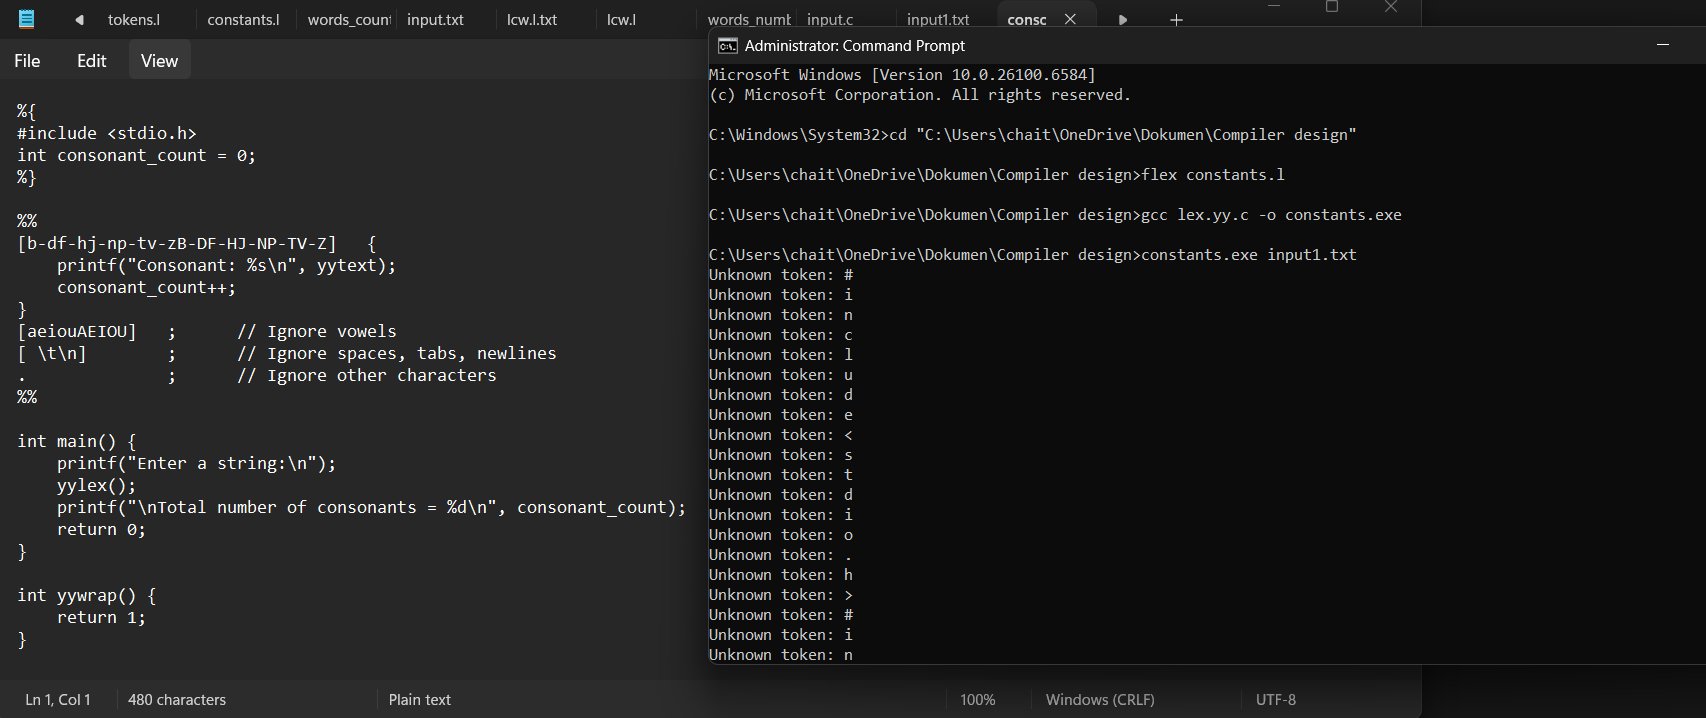 tokens.l constants.l words_coun input.txt lcw.l.txt lcw.l words_numb input.c input1.txt consc
File Edit View
%{
#include <stdio.h>
int consonant_count = 0;
%}
%%
[b-df-hj-np-tv-zB-DF-HJ-NP-TV-Z]   {
    printf("Consonant: %s\n", yytext);
    consonant_count++;
}
[aeiouAEIOU]   ;      // Ignore vowels
[ \t\n]        ;      // Ignore spaces, tabs, newlines
.              ;      // Ignore other characters
%%
int main() {
    printf("Enter a string:\n");
    yylex();
    printf("\nTotal number of consonants = %d\n", consonant_count);
    return 0;
}
int yywrap() {
    return 1;
}
Ln 1, Col 1 480 characters Plain text 100% Windows (CRLF) UTF-8
Administrator: Command Prompt
Microsoft Windows [Version 10.0.26100.6584]
(c) Microsoft Corporation. All rights reserved.
C:\Windows\System32>cd "C:\Users\chait\OneDrive\Dokumen\Compiler design"
C:\Users\chait\OneDrive\Dokumen\Compiler design>flex constants.l
C:\Users\chait\OneDrive\Dokumen\Compiler design>gcc lex.yy.c -o constants.exe
C:\Users\chait\OneDrive\Dokumen\Compiler design>constants.exe input1.txt
Unknown token: #
Unknown token: i
Unknown token: n
Unknown token: c
Unknown token: l
Unknown token: u
Unknown token: d
Unknown token: e
Unknown token: <
Unknown token: s
Unknown token: t
Unknown token: d
Unknown token: i
Unknown token: o
Unknown token: .
Unknown token: h
Unknown token: >
Unknown token: #
Unknown token: i
Unknown token: n